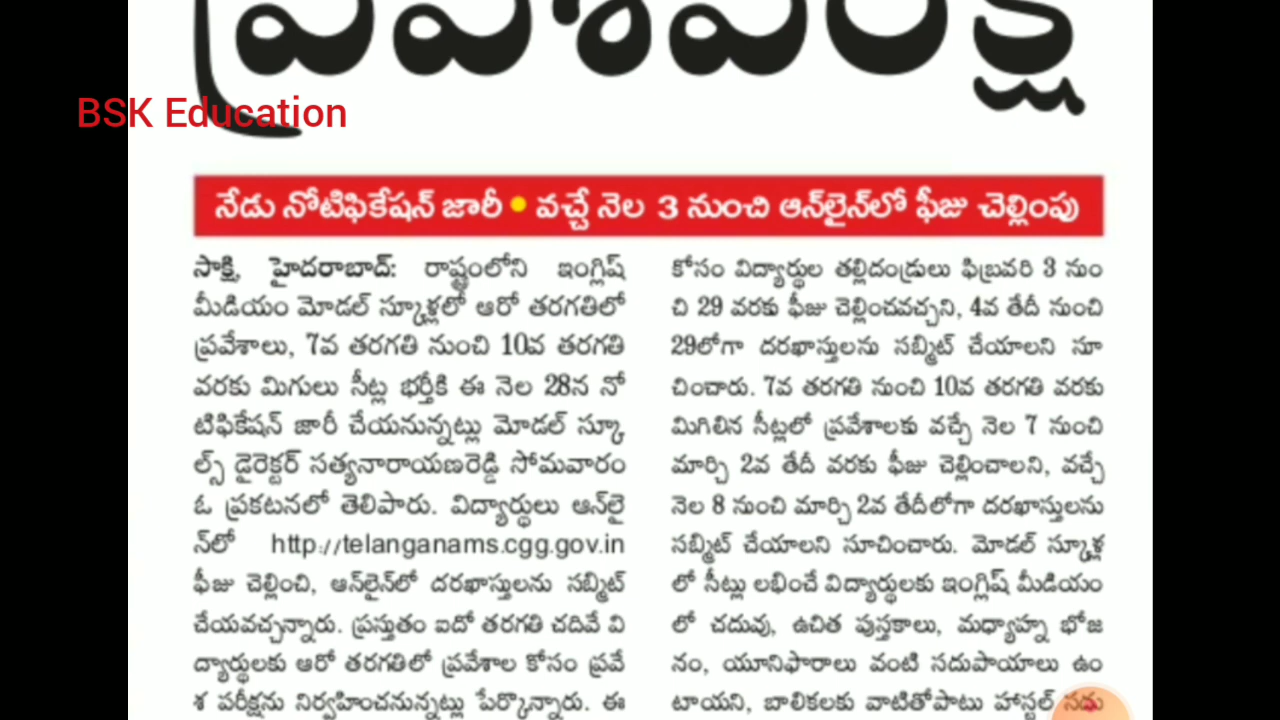 ప్రవేశపరీక్ష
BSK Education
నేడు నోటిఫికేషన్ జారీ • వచ్చే నెల 3 నుంచి ఆన్‌లైన్‌లో ఫీజు చెల్లింపు
సాక్షి, హైదరాబాద్: రాష్ట్రంలోని ఇంగ్లిష్
మీడియం మోడల్ స్కూళ్లలో ఆరో తరగతిలో
ప్రవేశాలు, 7వ తరగతి నుంచి 10వ తరగతి
వరకు మిగులు సీట్ల భర్తీకి ఈ నెల 28న నో
టిఫికేషన్ జారీ చేయనున్నట్లు మోడల్ స్కూ
ల్స్ డైరెక్టర్ సత్యనారాయణరెడ్డి సోమవారం
ఓ ప్రకటనలో తెలిపారు. విద్యార్థులు ఆన్‌లై
న్‌లో http://telanganams.cgg.gov.in
ఫీజు చెల్లించి, ఆన్‌లైన్‌లో దరఖాస్తులను సబ్మిట్
చేయవచ్చన్నారు. ప్రస్తుతం ఐదో తరగతి చదివే వి
ద్యార్థులకు ఆరో తరగతిలో ప్రవేశాల కోసం ప్రవే
శ పరీక్షను నిర్వహించనున్నట్లు పేర్కొన్నారు. ఈ
కోసం విద్యార్థుల తల్లిదండ్రులు ఫిబ్రవరి 3 నుం
చి 29 వరకు ఫీజు చెల్లించవచ్చని, 4వ తేదీ నుంచి
29లోగా దరఖాస్తులను సబ్మిట్ చేయాలని సూ
చించారు. 7వ తరగతి నుంచి 10వ తరగతి వరకు
మిగిలిన సీట్లలో ప్రవేశాలకు వచ్చే నెల 7 నుంచి
మార్చి 2వ తేదీ వరకు ఫీజు చెల్లించాలని, వచ్చే
నెల 8 నుంచి మార్చి 2వ తేదీలోగా దరఖాస్తులను
సబ్మిట్ చేయాలని సూచించారు. మోడల్ స్కూళ్ల
లో సీట్లు లభించే విద్యార్థులకు ఇంగ్లిష్ మీడియం
లో చదువు, ఉచిత పుస్తకాలు, మధ్యాహ్న భోజ
నం, యూనిఫారాలు వంటి సదుపాయాలు ఉం
టాయని, బాలికలకు వాటితోపాటు హాస్టల్ సదు